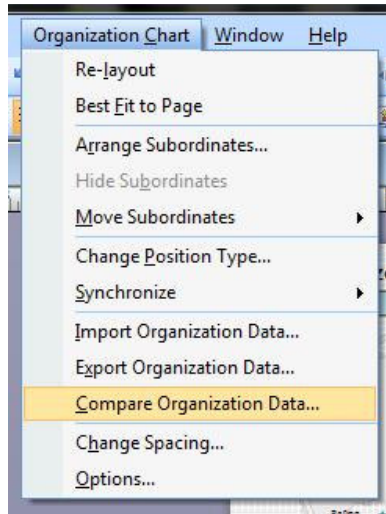 Organization Chart Window Help
Re-layout
Best Fit to Page
Arrange Subordinates...
Hide Subordinates
Move Subordinates
Change Position Type...
Synchronize
Import Organization Data...
Export Organization Data...
Compare Organization Data...
Change Spacing...
Options...